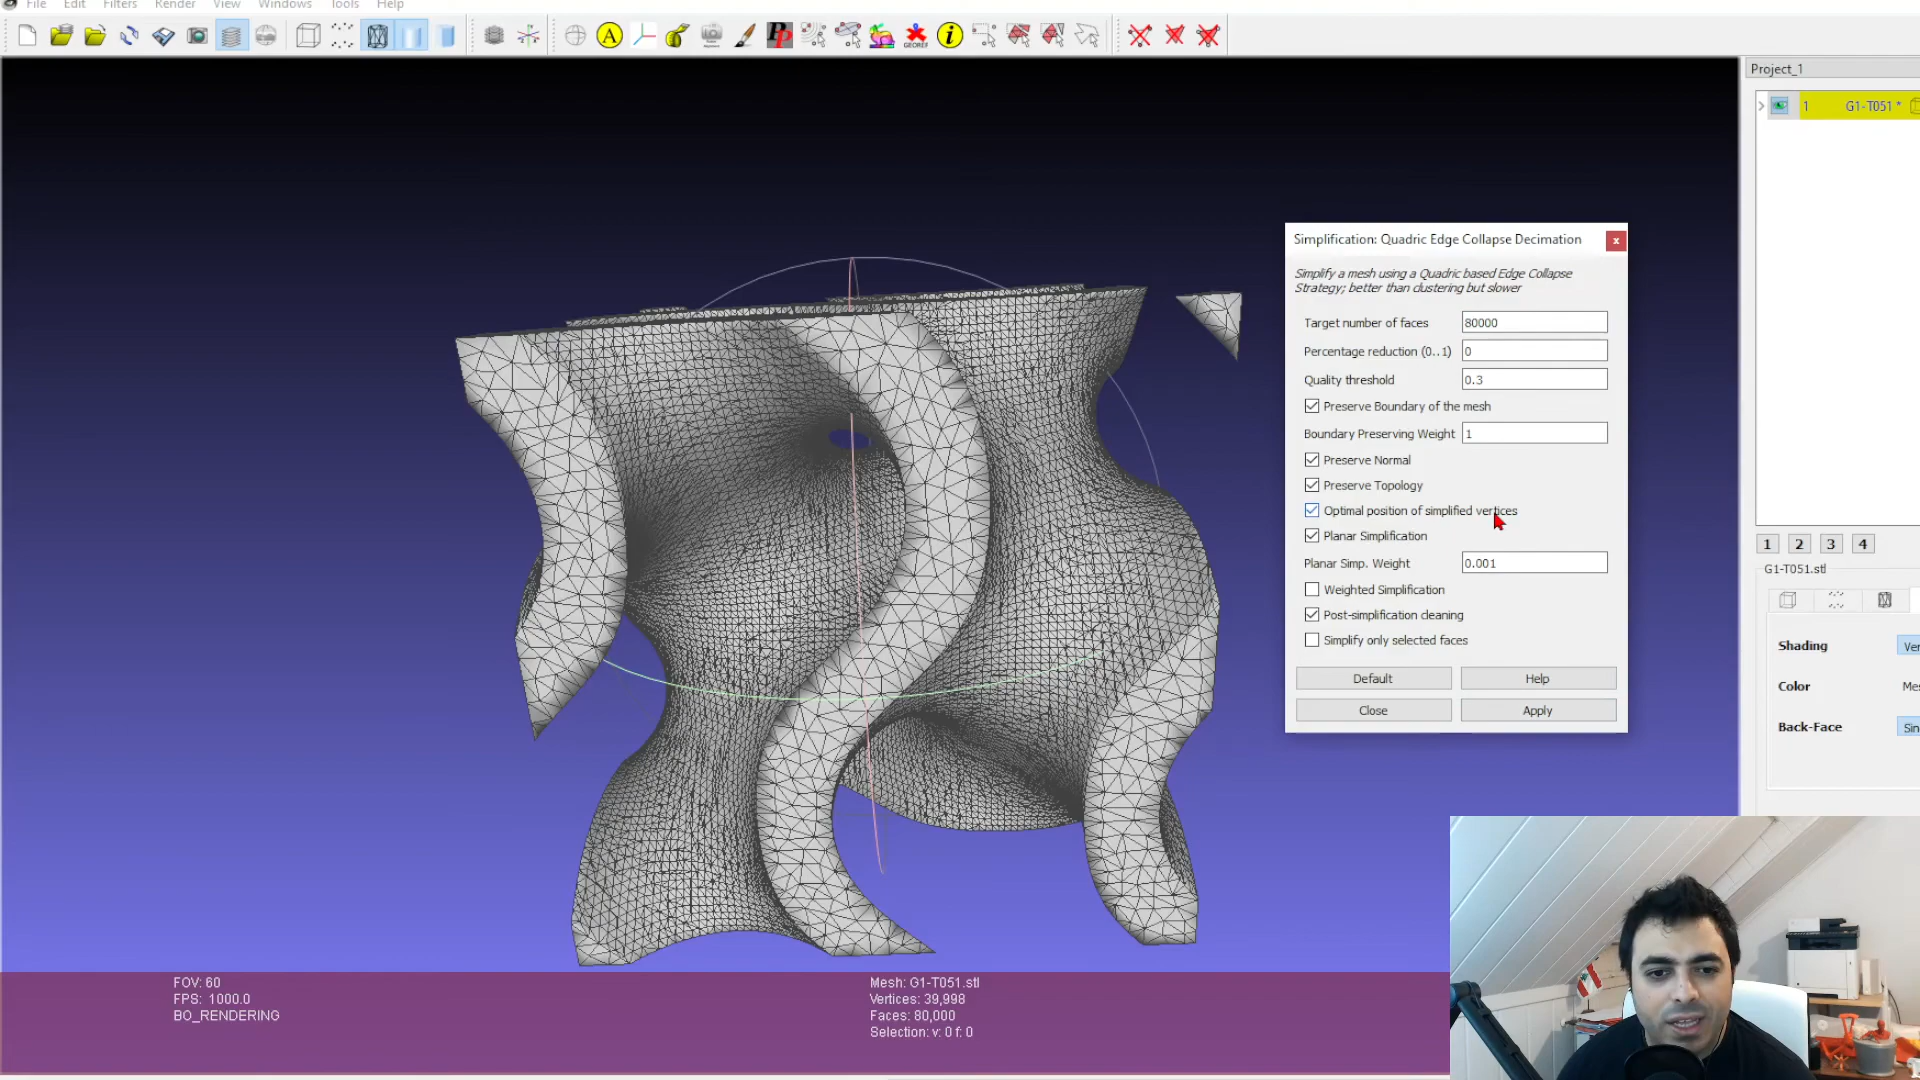 File Edit Filters Render View Windows Tools Help
A
PP
GEOREF
i
Project_1
1 G1-T051 *
Simplification: Quadric Edge Collapse Decimation
x
Simplify a mesh using a Quadric based Edge Collapse
Strategy; better than clustering but slower
Target number of faces 80000
Percentage reduction (0..1) 0
Quality threshold 0.3
Preserve Boundary of the mesh
Boundary Preserving Weight 1
Preserve Normal
Preserve Topology
Optimal position of simplified vertices
Planar Simplification
Planar Simp. Weight 0.001
Weighted Simplification
Post-simplification cleaning
Simplify only selected faces
Default Help
Close Apply
1 2 3 4
G1-T051.stl
Shading Ver
Color Mes
Back-Face Sin
FOV: 60
FPS: 1000.0
BO_RENDERING
Mesh: G1-T051.stl
Vertices: 39,998
Faces: 80,000
Selection: v: 0 f: 0